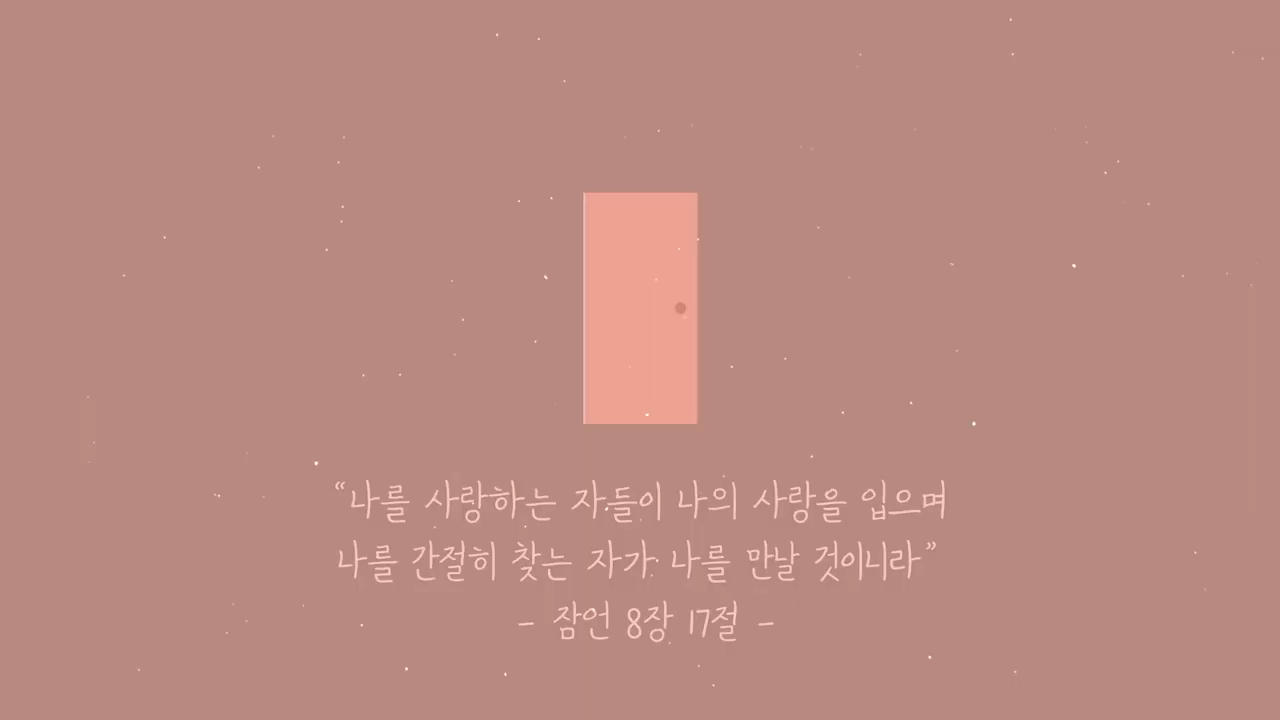 “나를 사랑하는 자들이 나의 사랑을 입으며
나를 간절히 찾는 자가 나를 만날 것이니라”
- 잠언 8장 17절 -